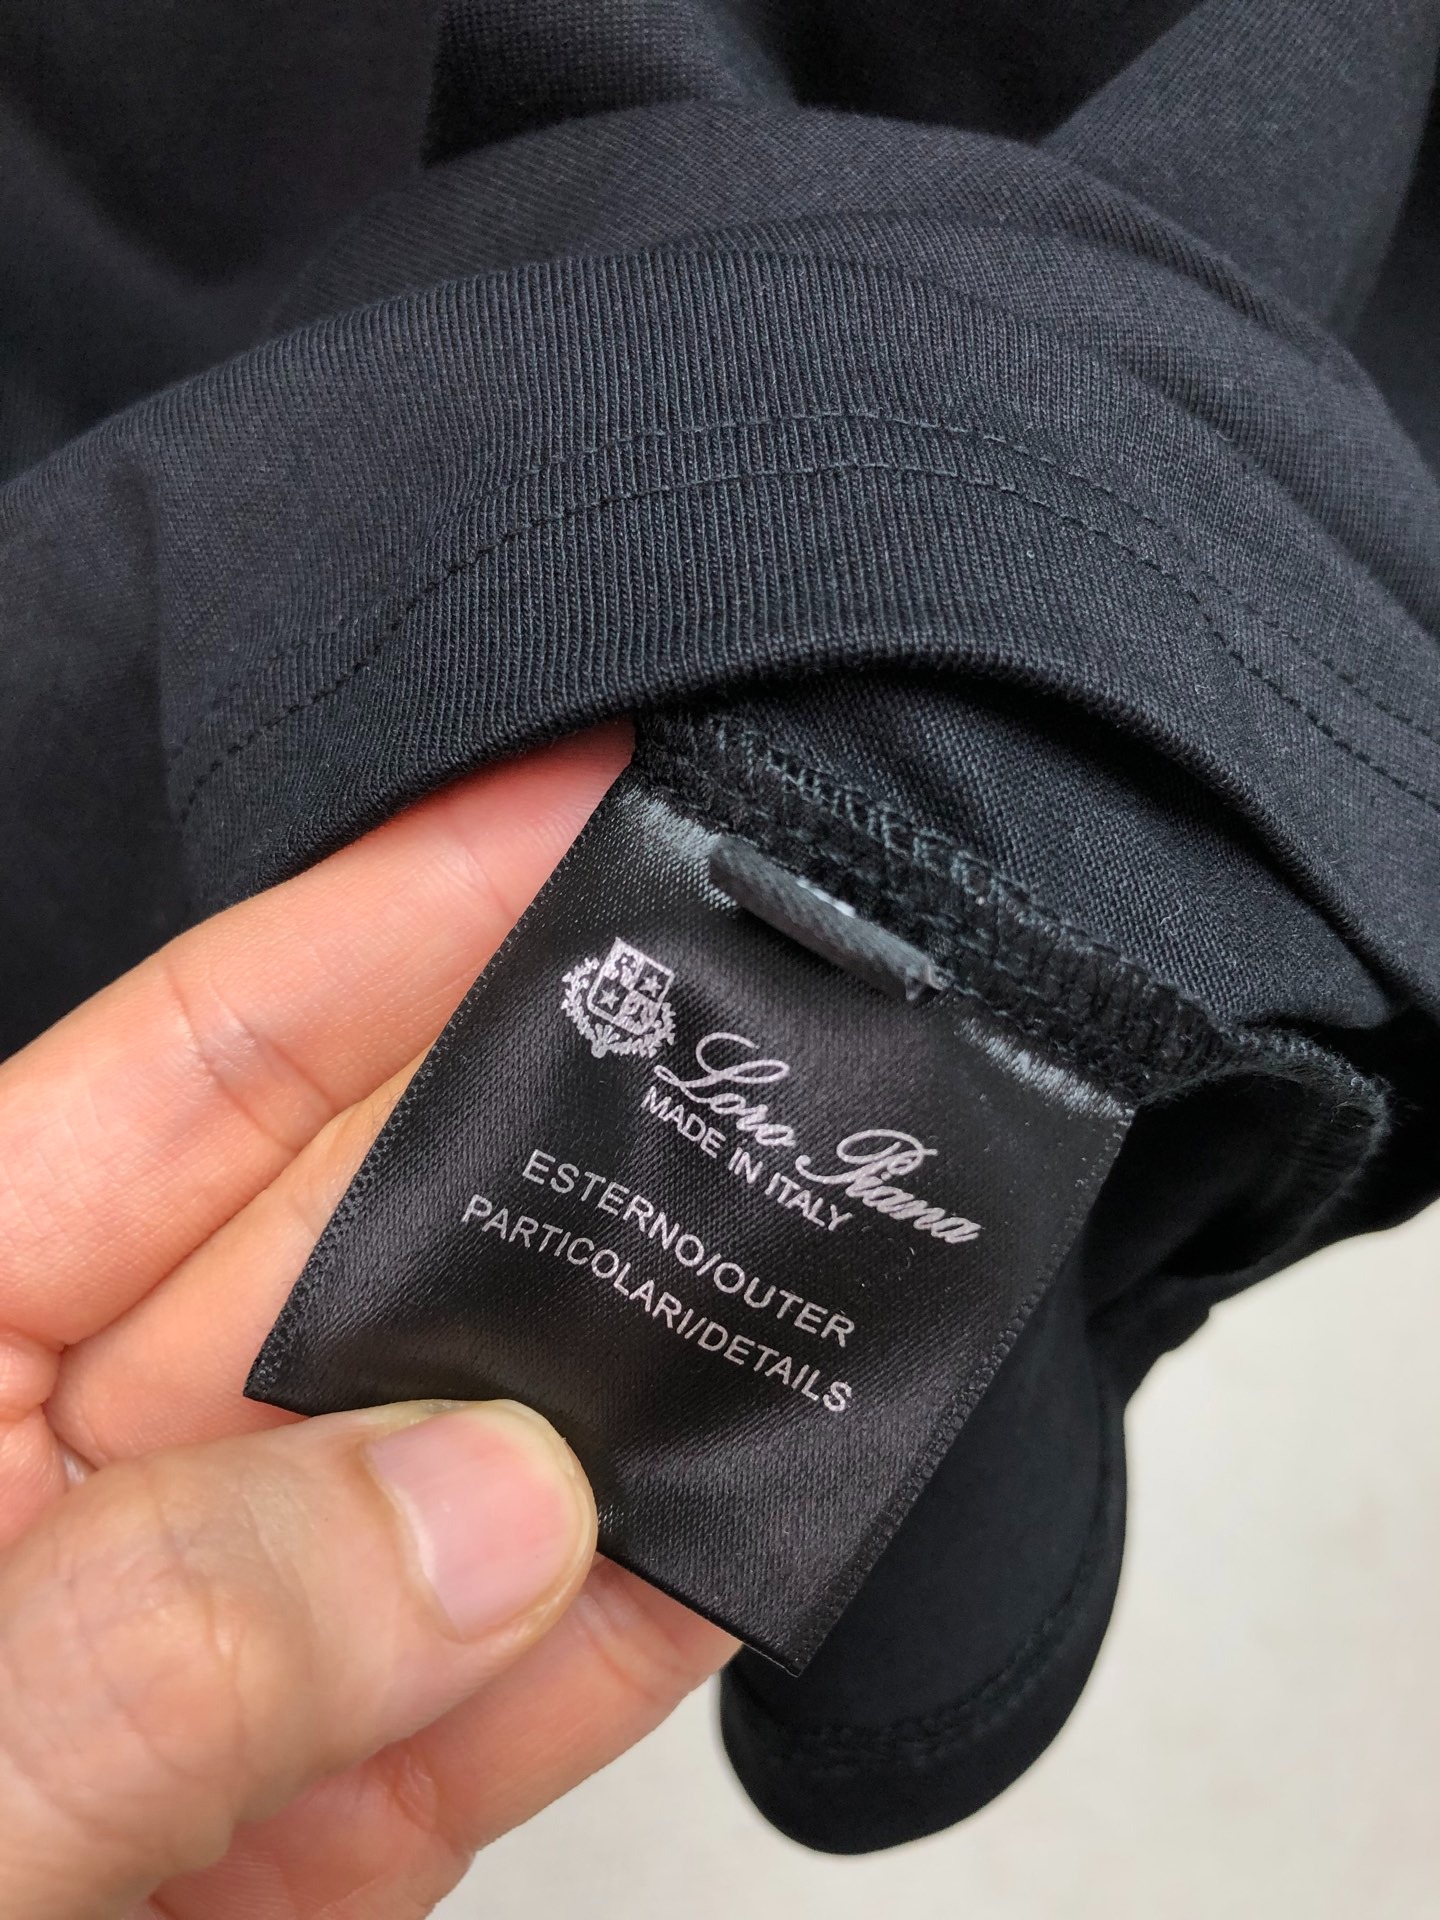 Loro Piana
MADE IN ITALY
ESTERNO/OUTER
PARTICOLARI/DETAILS